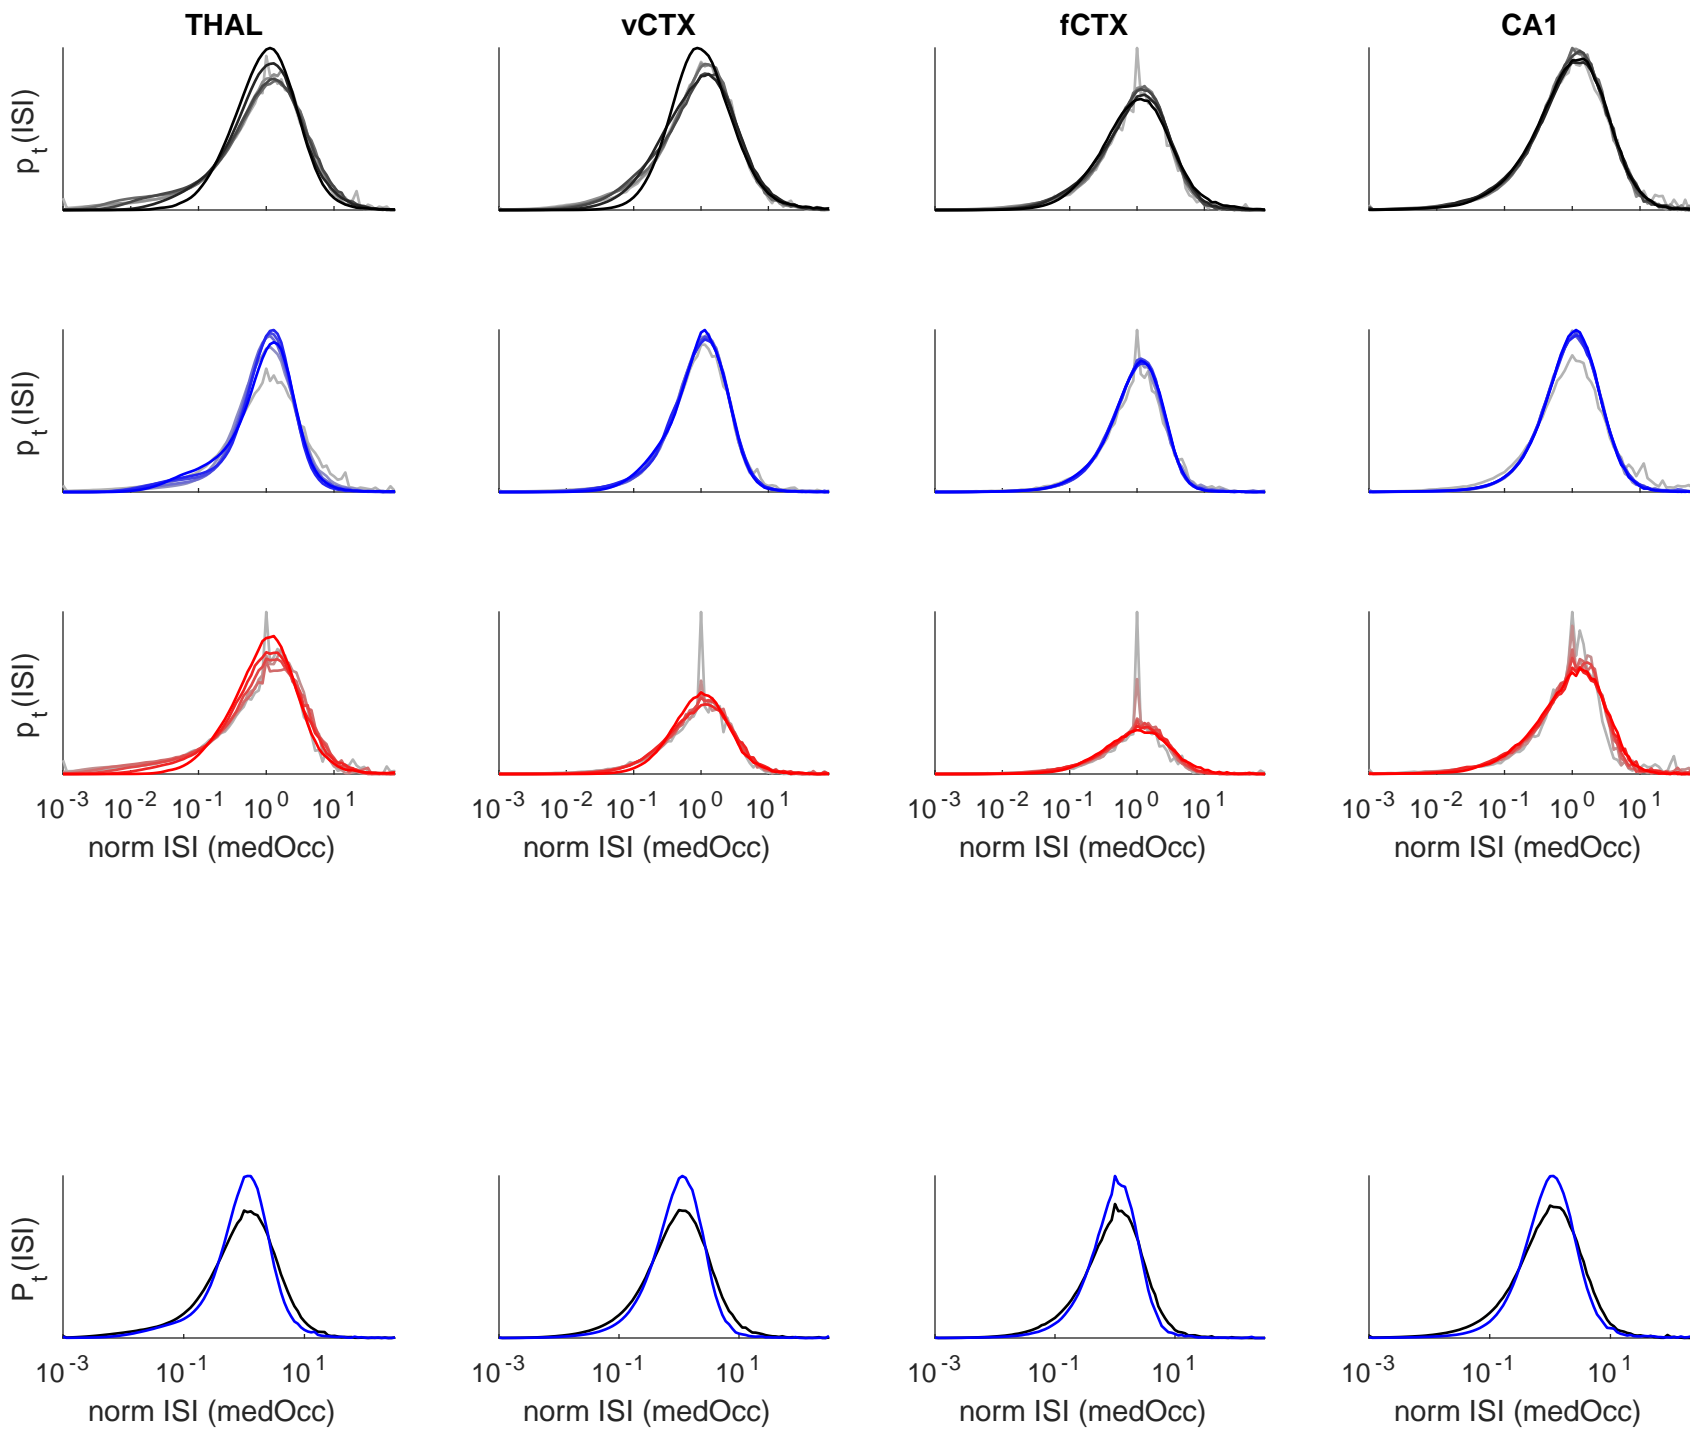 THAL vCTX fCTX CA1
p_t(ISI)
p_t(ISI)
p_t(ISI)
10^-3 10^-2 10^-1 10^0 10^1 10^-3 10^-2 10^-1 10^0 10^1 10^-3 10^-2 10^-1 10^0 10^1 10^-3 10^-2 10^-1 10^0 10^1
norm ISI (medOcc) norm ISI (medOcc) norm ISI (medOcc) norm ISI (medOcc)
P_t(ISI)
10^-3 10^-1 10^1 10^-3 10^-1 10^1 10^-3 10^-1 10^1 10^-3 10^-1 10^1
norm ISI (medOcc) norm ISI (medOcc) norm ISI (medOcc) norm ISI (medOcc)